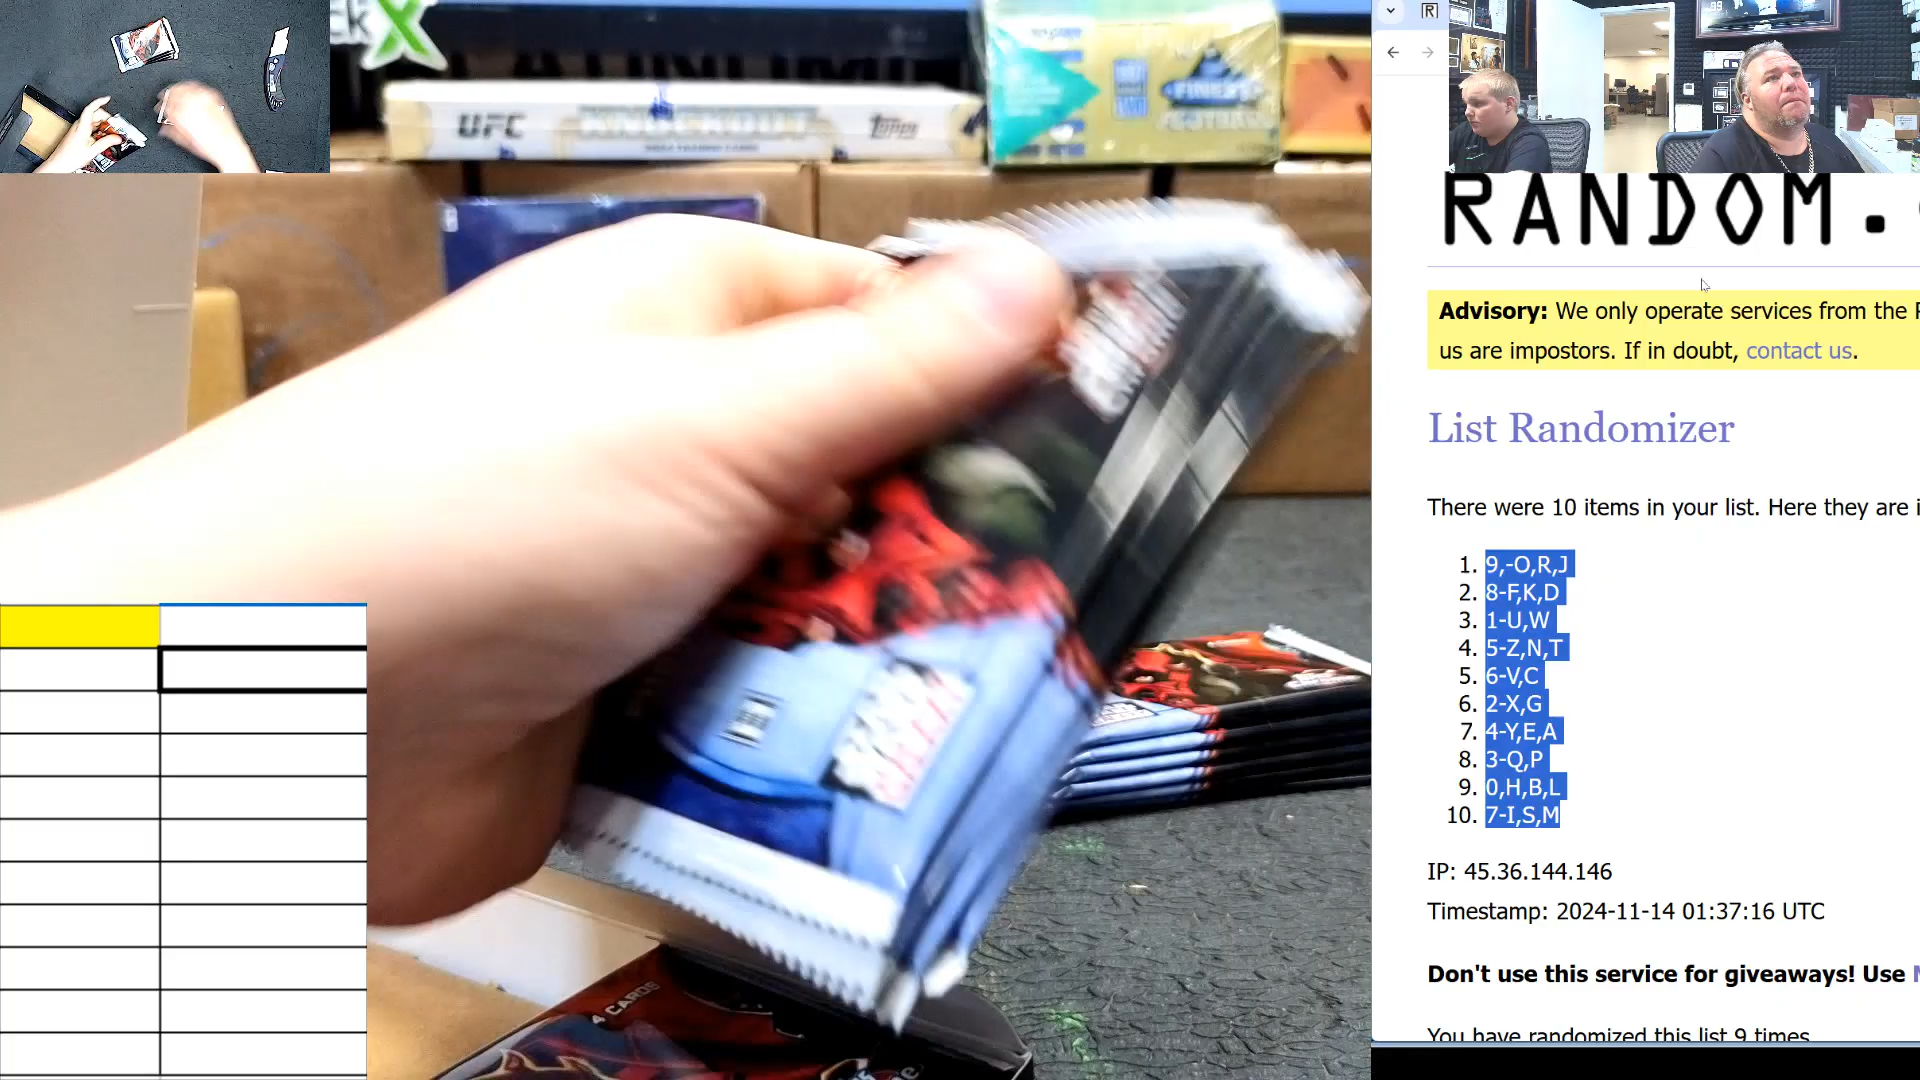 X
PLATINUM
UFC KNOCKOUT Topps
FINEST
FOOTBALL
4 CARDS
RANDOM.
Advisory: We only operate services from the
us are impostors. If in doubt, contact us.
List Randomizer
There were 10 items in your list. Here they are i
1. 9,-O,R,J
2. 8-F,K,D
3. 1-U,W
4. 5-Z,N,T
5. 6-V,C
6. 2-X,G
7. 4-Y,E,A
8. 3-Q,P
9. 0,H,B,L
10. 7-I,S,M
IP: 45.36.144.146
Timestamp: 2024-11-14 01:37:16 UTC
Don't use this service for giveaways! Use
You have randomized this list 9 times